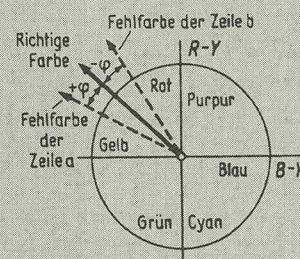 Fehlfarbe der Zeile b
Richtige
Farbe
-φ
R-Y
+φ
Rot
Purpur
Fehlfarbe
der
Zeile a
Gelb
Blau
B-Y
Grün
Cyan